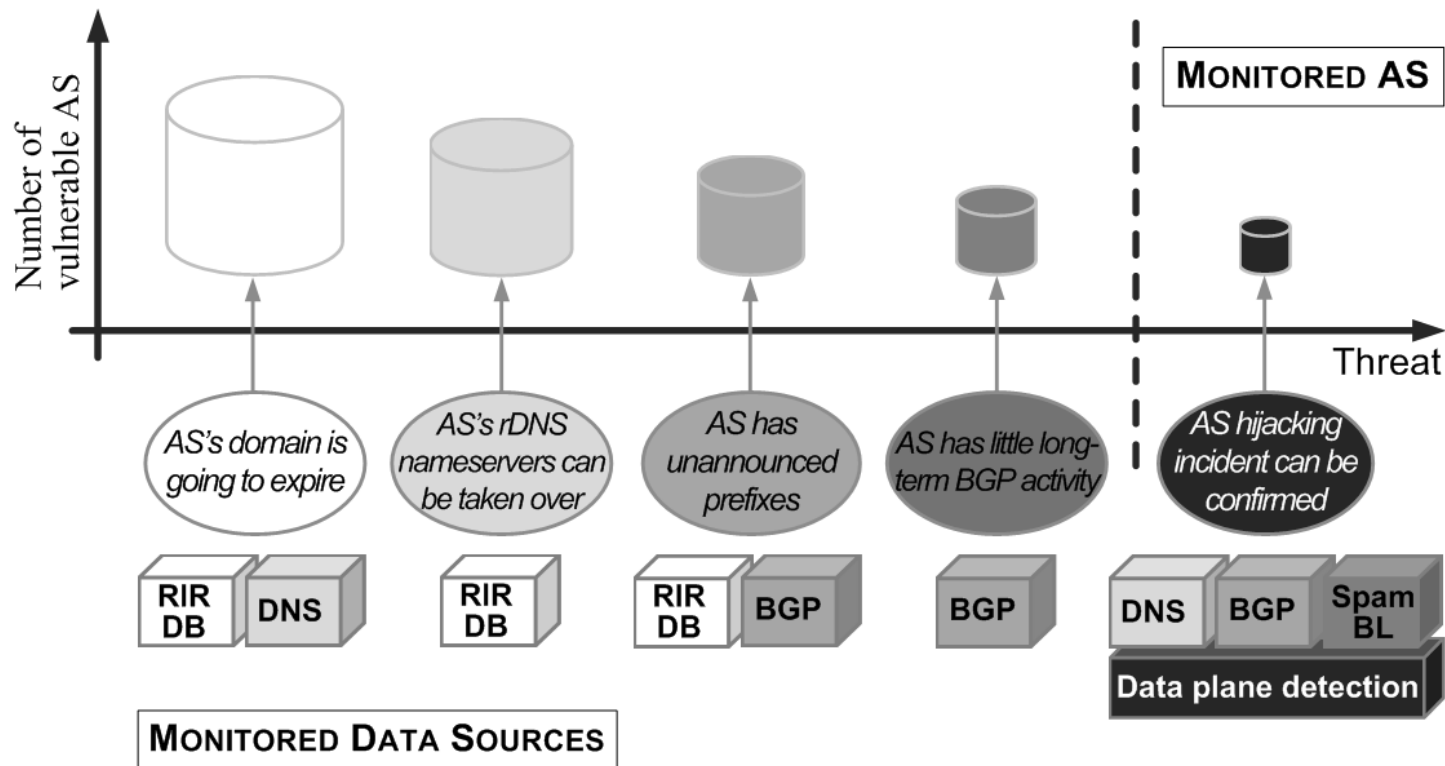 Number of
vulnerable AS
MONITORED AS
Threat
AS's domain is
going to expire
AS's rDNS
nameservers can
be taken over
AS has
unannounced
prefixes
AS has little long-
term BGP activity
AS hijacking
incident can be
confirmed
RIR
DB
DNS
RIR
DB
RIR
DB
BGP
BGP
DNS
BGP
Spam
BL
Data plane detection
MONITORED DATA SOURCES